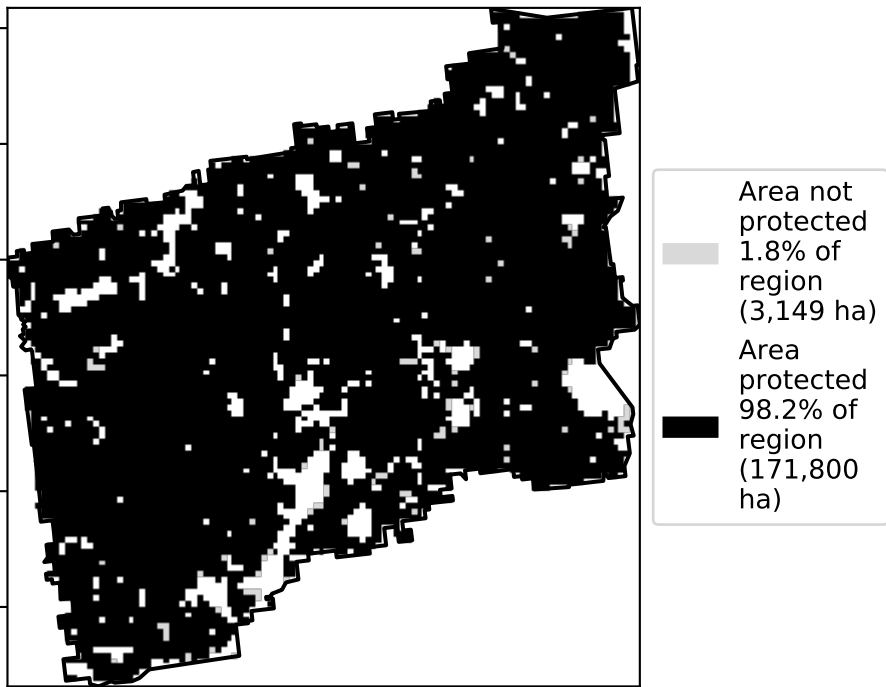 Area not
protected
1.8% of
region
(3,149 ha)
Area
protected
98.2% of
region
(171,800
ha)